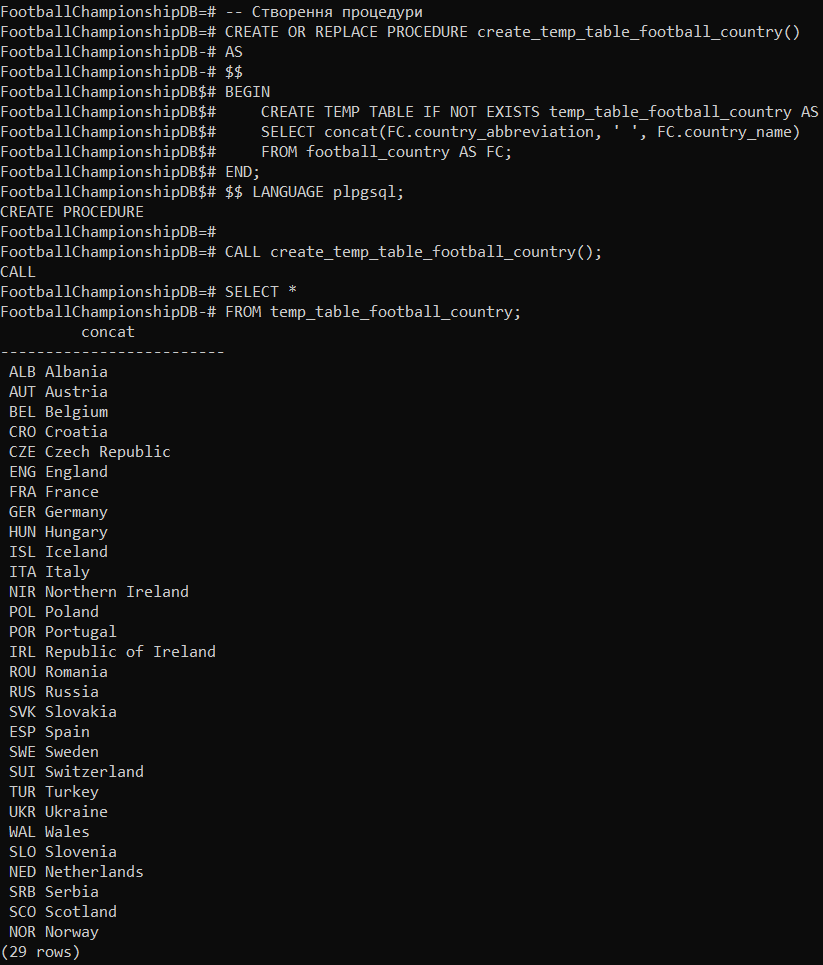 FootballChampionshipDB=# -- Створення процедури
FootballChampionshipDB=# CREATE OR REPLACE PROCEDURE create_temp_table_football_country()
FootballChampionshipDB-# AS
FootballChampionshipDB-# $$
FootballChampionshipDB$# BEGIN
FootballChampionshipDB$#     CREATE TEMP TABLE IF NOT EXISTS temp_table_football_country AS
FootballChampionshipDB$#     SELECT concat(FC.country_abbreviation, ' ', FC.country_name)
FootballChampionshipDB$#     FROM football_country AS FC;
FootballChampionshipDB$# END;
FootballChampionshipDB$# $$ LANGUAGE plpgsql;
CREATE PROCEDURE
FootballChampionshipDB=#
FootballChampionshipDB=# CALL create_temp_table_football_country();
CALL
FootballChampionshipDB=# SELECT *
FootballChampionshipDB-# FROM temp_table_football_country;
         concat
-------------------------
 ALB Albania
 AUT Austria
 BEL Belgium
 CRO Croatia
 CZE Czech Republic
 ENG England
 FRA France
 GER Germany
 HUN Hungary
 ISL Iceland
 ITA Italy
 NIR Northern Ireland
 POL Poland
 POR Portugal
 IRL Republic of Ireland
 ROU Romania
 RUS Russia
 SVK Slovakia
 ESP Spain
 SWE Sweden
 SUI Switzerland
 TUR Turkey
 UKR Ukraine
 WAL Wales
 SLO Slovenia
 NED Netherlands
 SRB Serbia
 SCO Scotland
 NOR Norway
(29 rows)